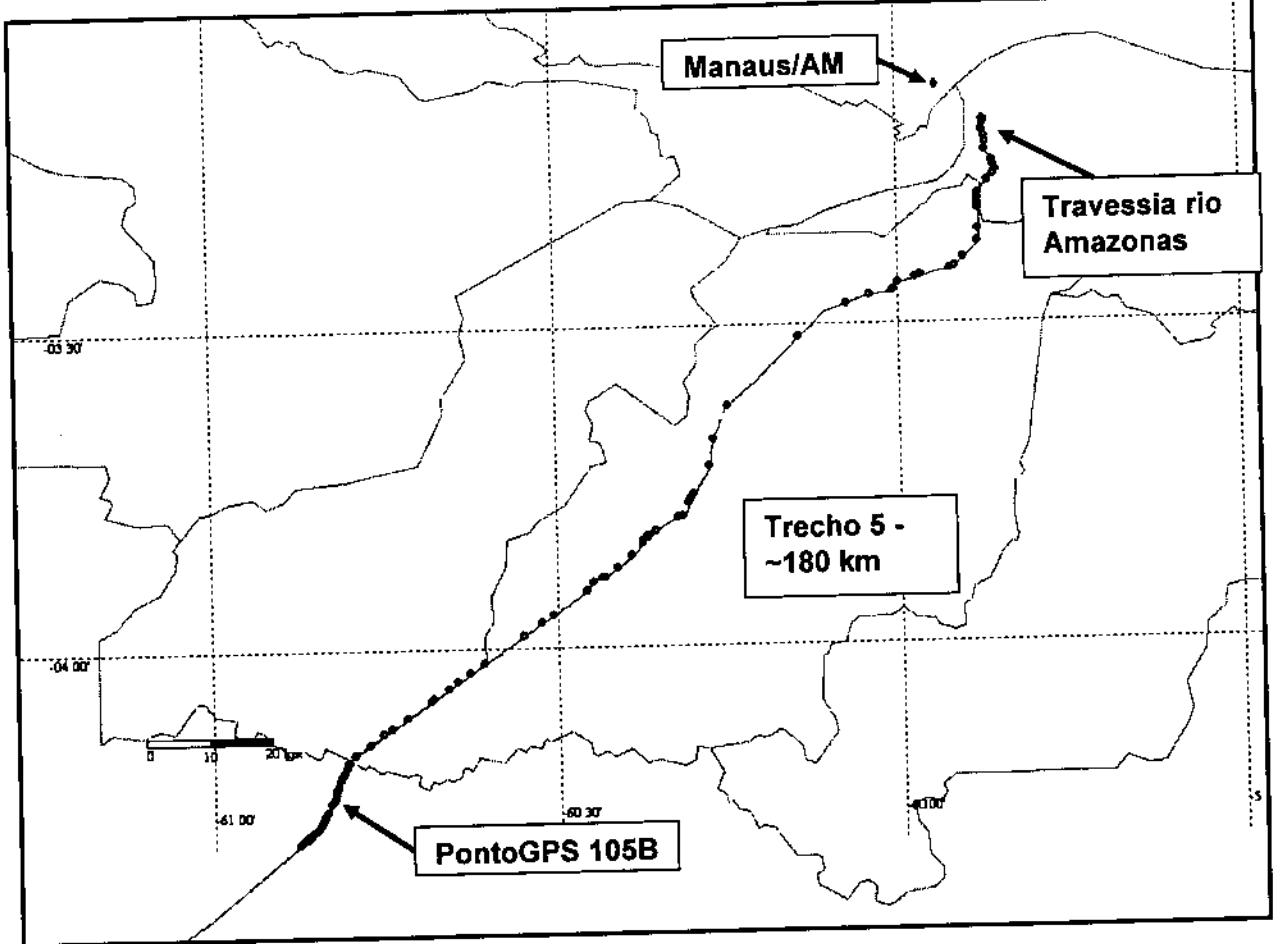 Manaus/AM
Travessia rio
Amazonas
-03 30'
Trecho 5 -
~180 km
-04 00'
0 10 20 km
-61 00'
-60 30'
PontoGPS 105B